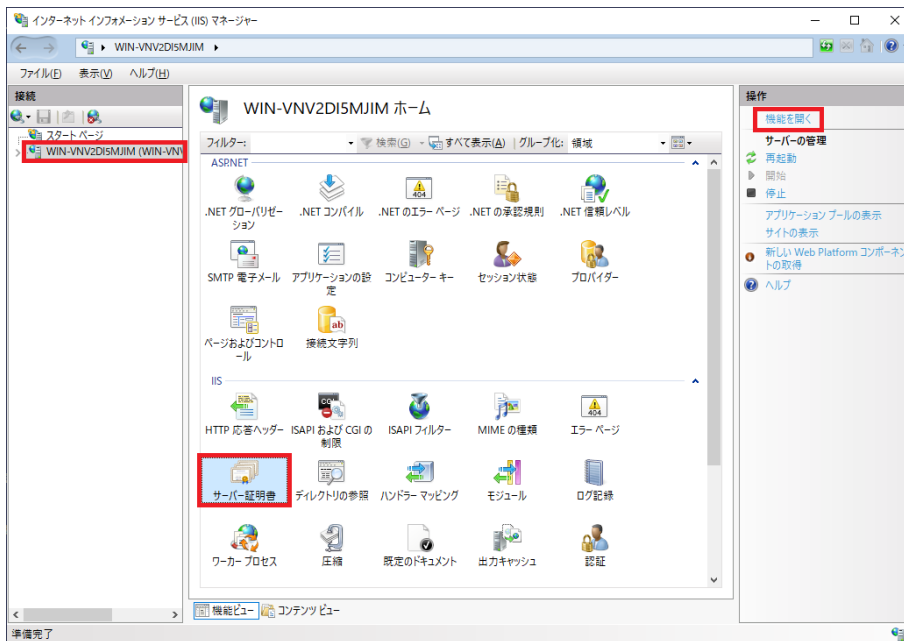 インターネット インフォメーション サービス (IIS) マネージャー
WIN-VNV2DI5MJIM
ファイル(F) 表示(V) ヘルプ(H)
接続
スタート ページ
WIN-VNV2DI5MJIM (WIN-VNV
WIN-VNV2DI5MJIM ホーム
フィルター: 検索(G) すべて表示(A) グループ化: 領域
ASP.NET
.NET グローバリゼーション
.NET コンパイル
.NET のエラー ページ
.NET の承認規則
.NET 信頼レベル
SMTP 電子メール
アプリケーションの設定
コンピューター キー
セッション状態
プロバイダー
ページおよびコントロール
接続文字列
IIS
HTTP 応答ヘッダー
ISAPI および CGI の制限
ISAPI フィルター
MIME の種類
エラー ページ
サーバー証明書
ディレクトリの参照
ハンドラー マッピング
モジュール
ログ記録
ワーカー プロセス
圧縮
既定のドキュメント
出力キャッシュ
認証
機能ビュー コンテンツ ビュー
操作
機能を開く
サーバーの管理
再起動
開始
停止
アプリケーション プールの表示
サイトの表示
新しい Web Platform コンポーネン
トの取得
ヘルプ
準備完了